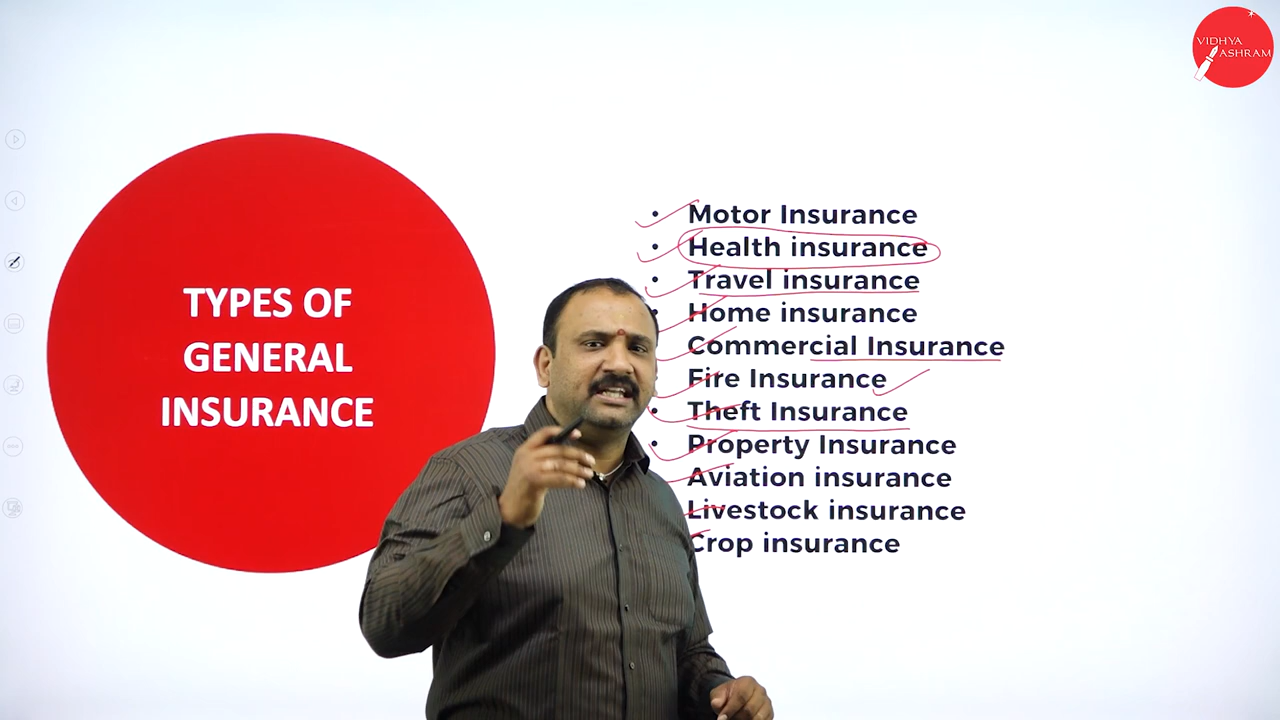 VIDHYA
ASHRAM
TYPES OF
GENERAL
INSURANCE
• Motor Insurance
• Health insurance
• Travel insurance
Home insurance
Commercial Insurance
Fire Insurance
• Theft Insurance
• Property Insurance
Aviation insurance
Livestock insurance
Crop insurance